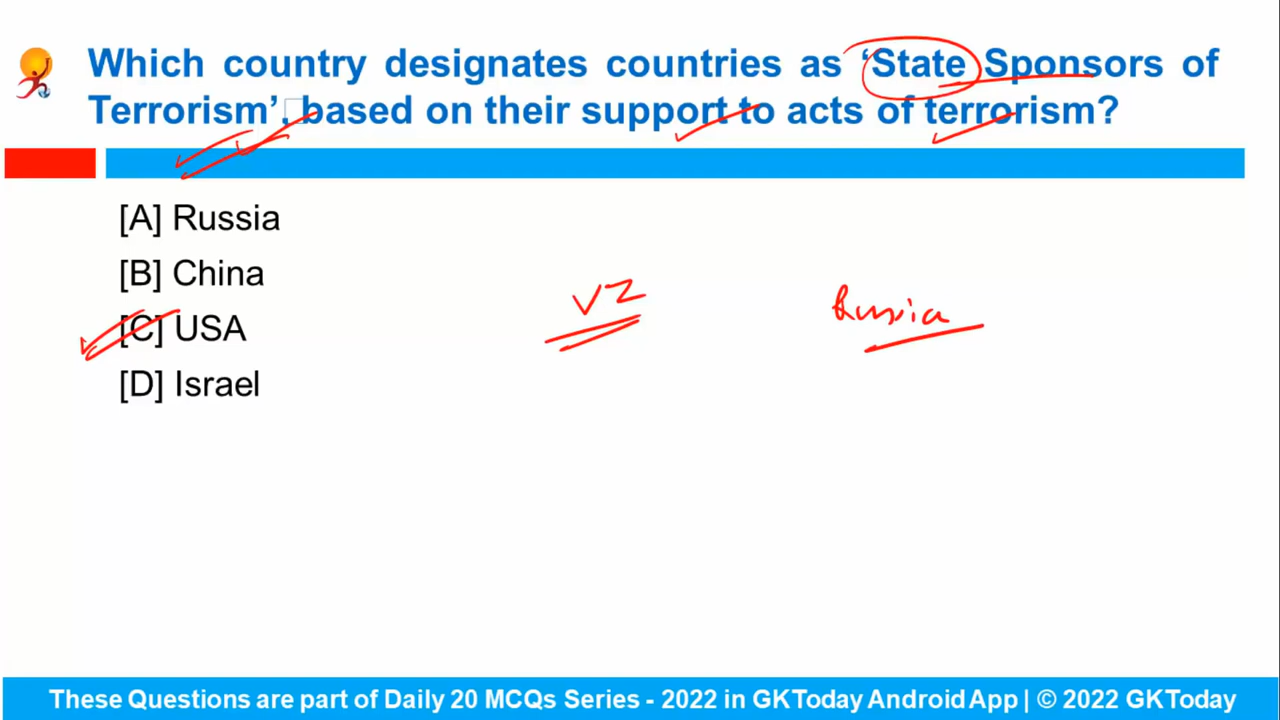 Which country designates countries as ‘State Sponsors of
Terrorism’, based on their support to acts of terrorism?
[A] Russia
[B] China
[C] USA
[D] Israel
Russia
These Questions are part of Daily 20 MCQs Series - 2022 in GKToday Android App | © 2022 GKToday